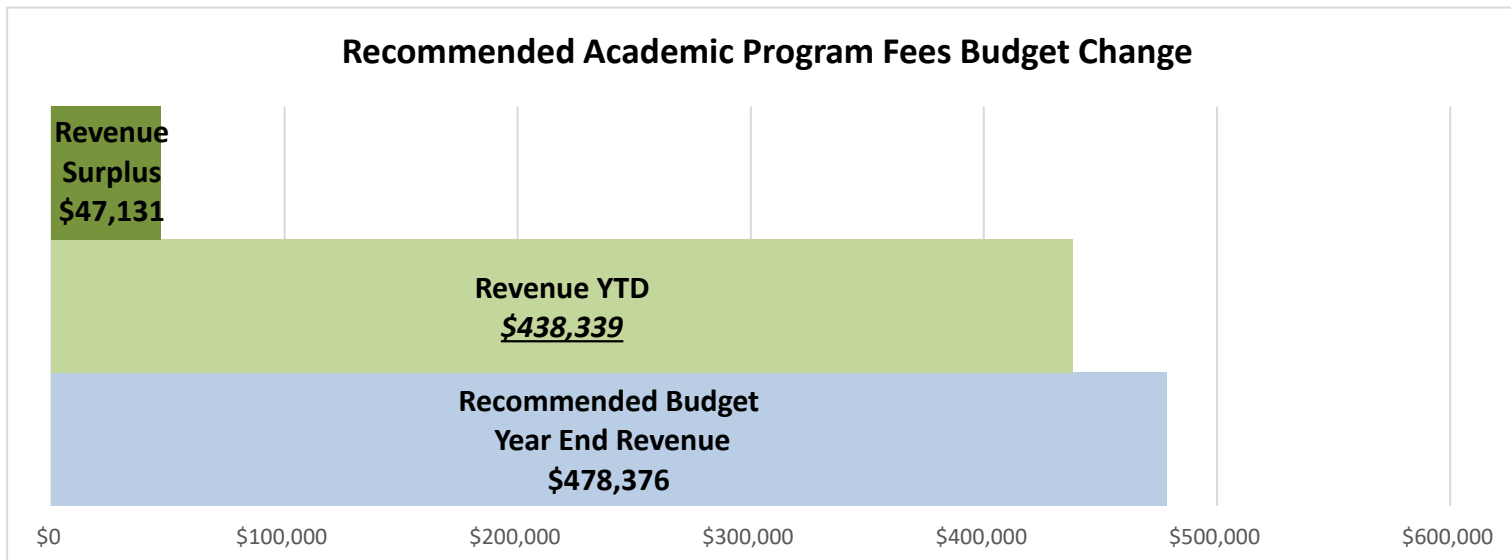 Recommended Academic Program Fees Budget Change
Revenue
Surplus
$47,131
Revenue YTD
$438,339
Recommended Budget
Year End Revenue
$478,376
$0 $100,000 $200,000 $300,000 $400,000 $500,000 $600,000